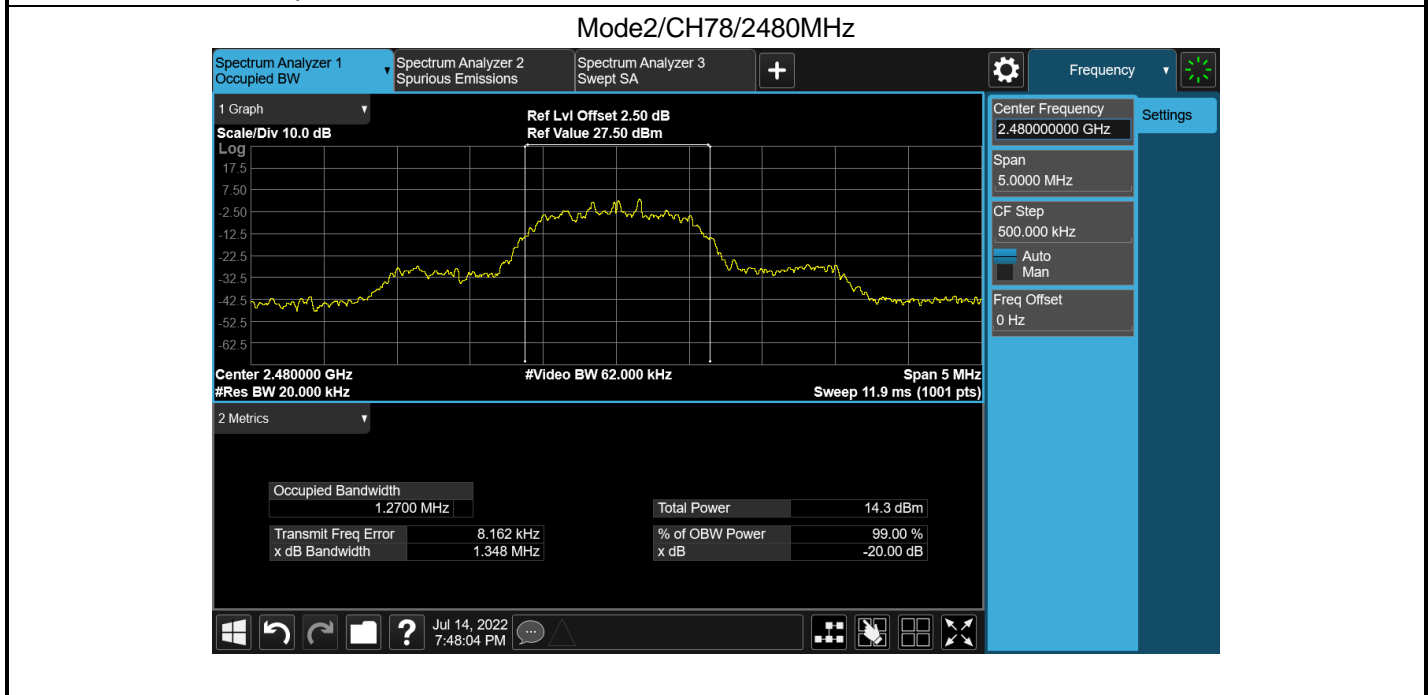 Mode2/CH78/2480MHz
Spectrum Analyzer 1
Occupied BW
Spectrum Analyzer 2
Spurious Emissions
Spectrum Analyzer 3
Swept SA
Frequency
1 Graph
Scale/Div 10.0 dB
Ref Lvl Offset 2.50 dB
Ref Value 27.50 dBm
Log
17.5
7.50
-2.50
-12.5
-22.5
-32.5
-42.5
-52.5
-62.5
Center 2.480000 GHz
#Video BW 62.000 kHz
Span 5 MHz
#Res BW 20.000 kHz
Sweep 11.9 ms (1001 pts)
Center Frequency
2.480000000 GHz
Settings
Span
5.0000 MHz
CF Step
500.000 kHz
Auto
Man
Freq Offset
0 Hz
2 Metrics
Occupied Bandwidth
1.2700 MHz
Total Power 14.3 dBm
Transmit Freq Error 8.162 kHz
% of OBW Power 99.00 %
x dB Bandwidth 1.348 MHz
x dB -20.00 dB
?
Jul 14, 2022
7:48:04 PM